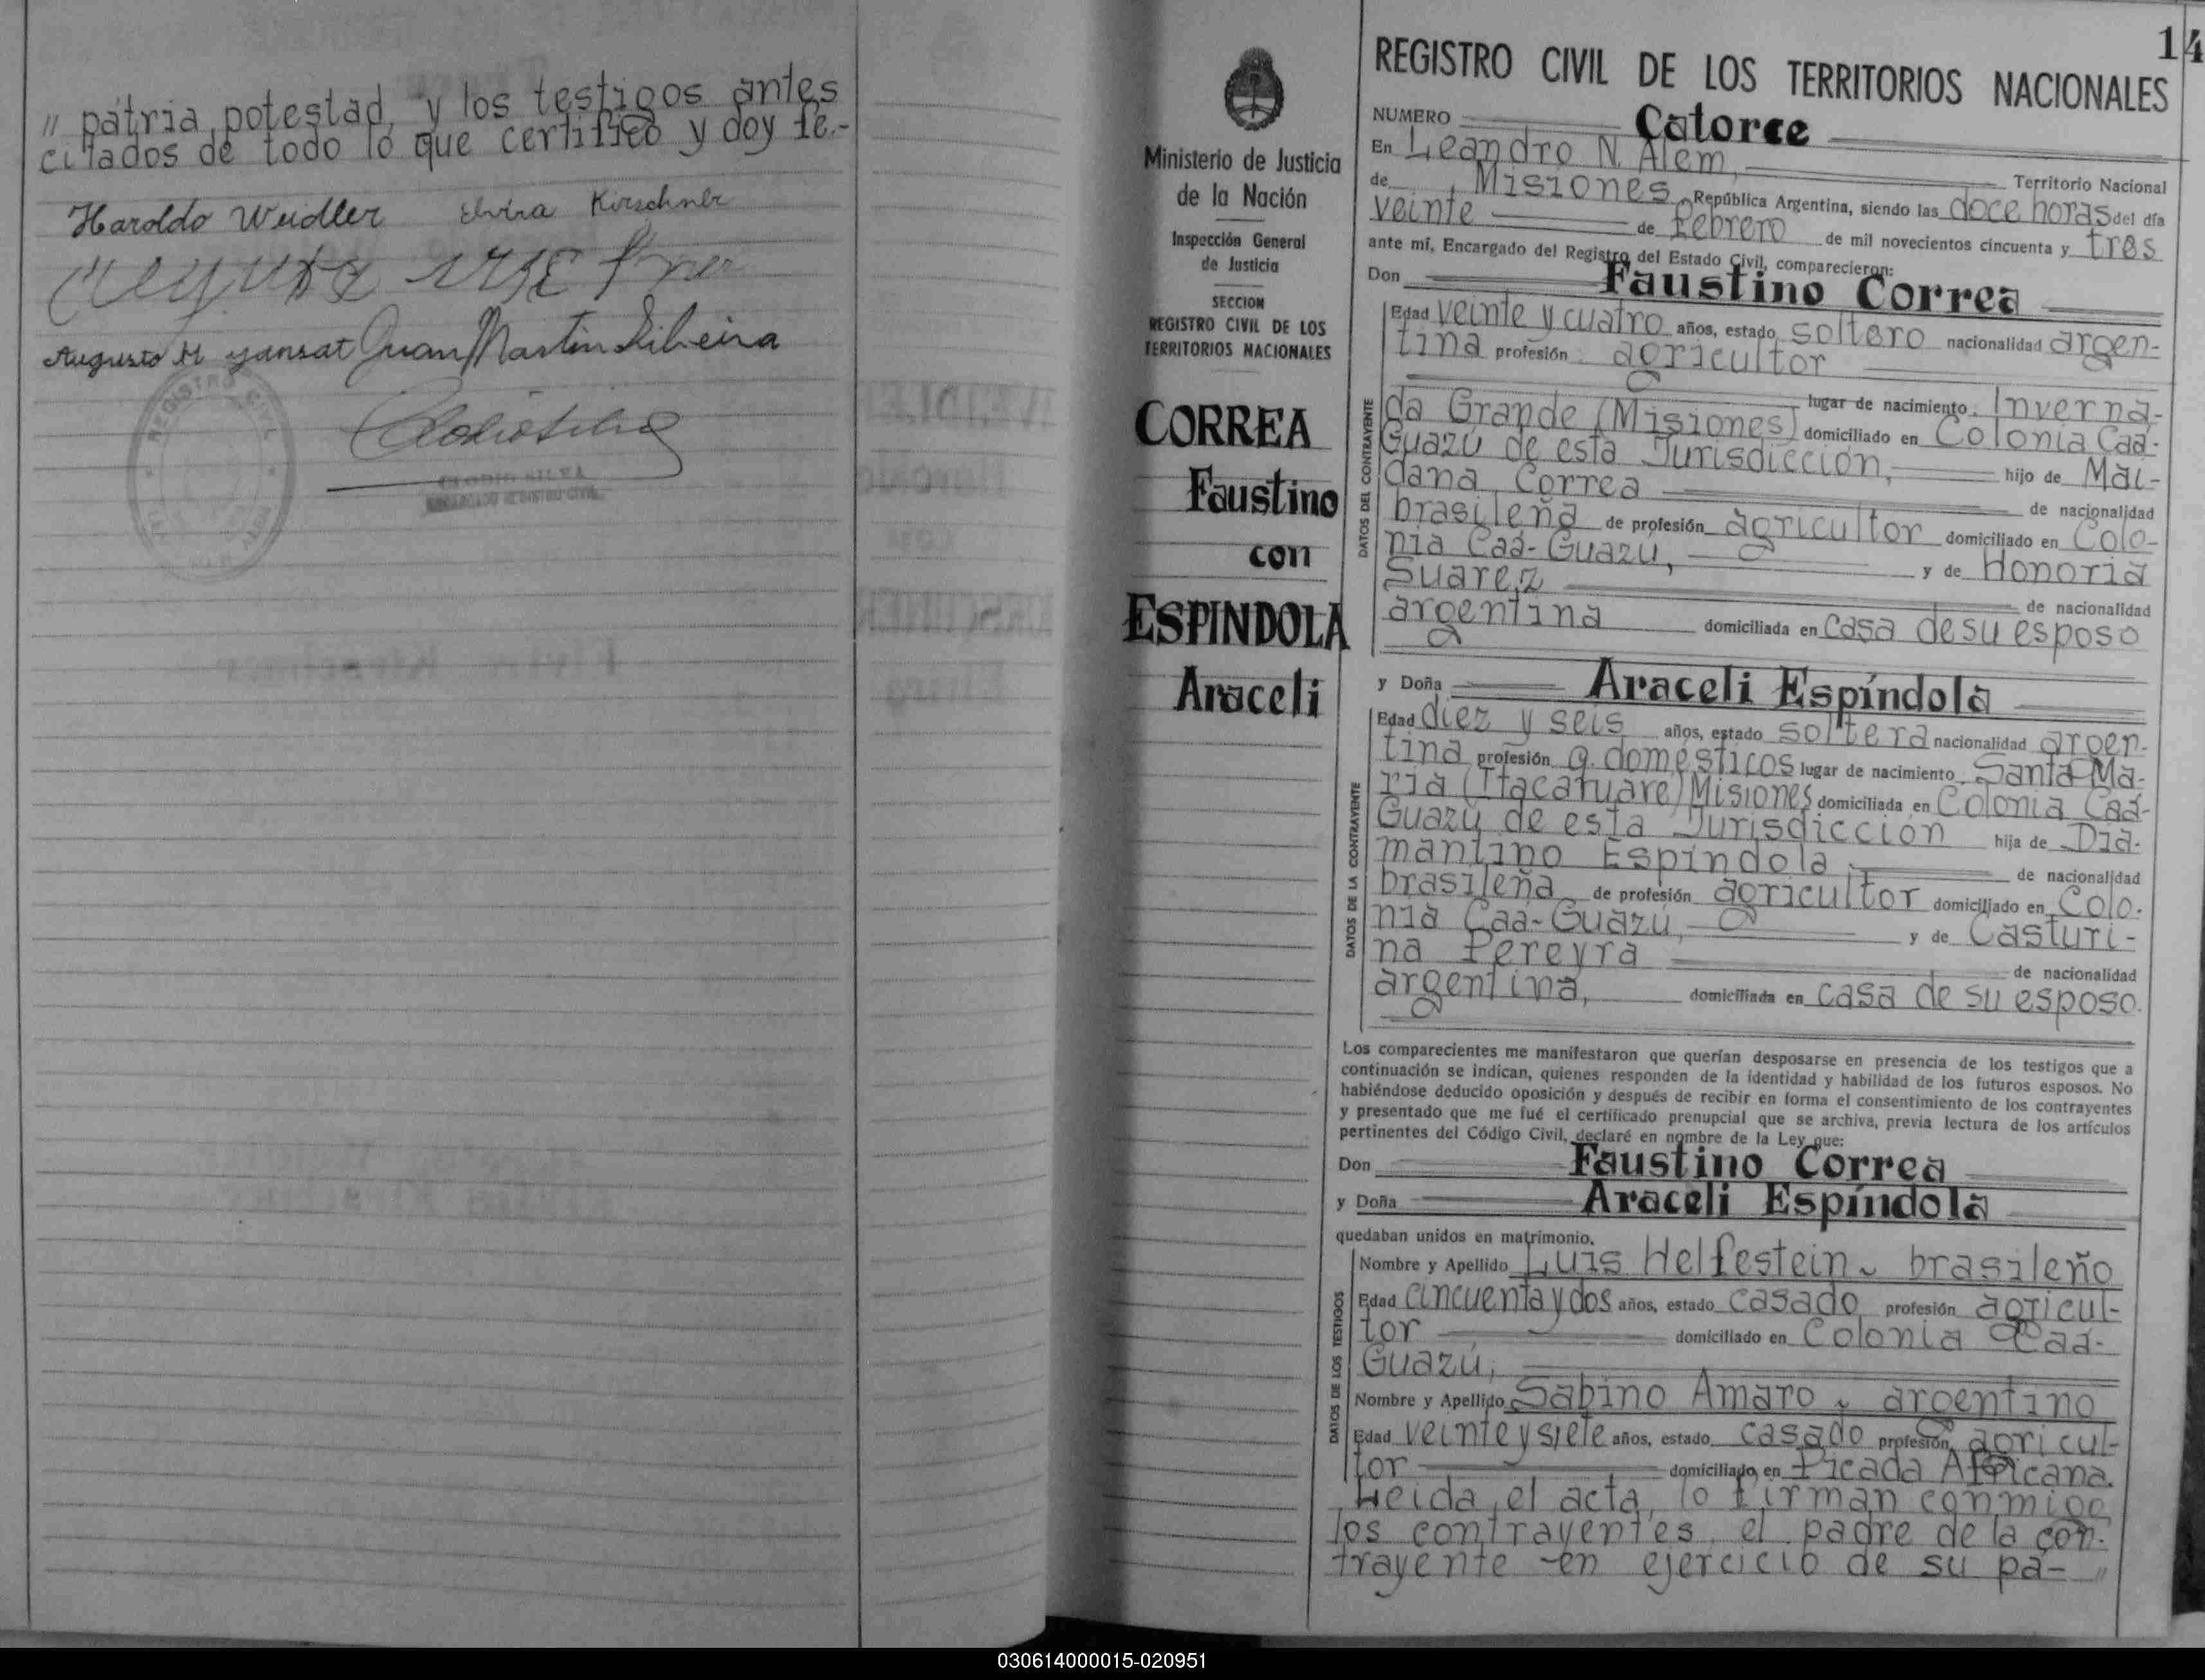 " patria potestad, y los testigos antes
citados de todo lo que certifico y doy fe.-
Haroldo Weidler Elvira Kirschner
Augusto M yansat Juan Martin Ribeira
REGISTRO CIVIL
CLODIO SILVA
ENCARGADO REGISTRO CIVIL
14
Ministerio de Justicia
de la Nación
Inspección General
de Justicia
SECCION
REGISTRO CIVIL DE LOS
TERRITORIOS NACIONALES
CORREA
Faustino
con
ESPINDOLA
Araceli
REGISTRO CIVIL DE LOS TERRITORIOS NACIONALES
NUMERO Catorce
En Leandro N. Alem, Territorio Nacional
de Misiones República Argentina, siendo las doce horas del día
veinte de febrero de mil novecientos cincuenta y tres
ante mí, Encargado del Registro del Estado Civil, comparecieron:
Don Faustino Correa
DATOS DEL CONTRAYENTE
Edad veinte y cuatro años, estado soltero nacionalidad argen-
tina profesión agricultor
lugar de nacimiento Inverna-
da Grande (Misiones) domiciliado en Colonia Caá-
Guazú de esta Jurisdicción, hijo de Mai-
dana Correa de nacionalidad
brasileña de profesión agricultor domiciliado en Colo-
nia Caá-Guazú, y de Honoria
Suarez de nacionalidad
argentina domiciliada en casa de su esposo
y Doña Araceli Espíndola
DATOS DE LA CONTRAYENTE
Edad diez y seis años, estado soltera nacionalidad argen-
tina profesión q. domésticos lugar de nacimiento Santa Ma-
ria (Itacaruaré) Misiones domiciliada en Colonia Caá-
Guazú de esta Jurisdicción hija de Dia-
mantino Espíndola de nacionalidad
brasileña de profesión agricultor domiciliado en Colo-
nia Caá-Guazú, y de Casturi-
na Pereyra de nacionalidad
argentina, domiciliada en casa de su esposo.
Los comparecientes me manifestaron que querían desposarse en presencia de los testigos que a
continuación se indican, quienes responden de la identidad y habilidad de los futuros esposos. No
habiéndose deducido oposición y después de recibir en forma el consentimiento de los contrayentes
y presentado que me fué el certificado prenupcial que se archiva, previa lectura de los artículos
pertinentes del Código Civil, declaré en nombre de la Ley que:
Don Faustino Correa
y Doña Araceli Espíndola
quedaban unidos en matrimonio.
DATOS DE LOS TESTIGOS
Nombre y Apellido Luis Helfestein - brasileño
Edad cincuenta y dos años, estado casado profesión agricul-
tor domiciliado en Colonia Caá-
Guazú,
Nombre y Apellido Sabino Amaro - argentino
Edad veinte y siete años, estado casado profesión agricul-
tor domiciliado en Picada Africana.
Leida el acta, lo firman conmigo
los contrayentes, el padre de la con-
trayente en ejercicio de su pa- "
030614000015-020951